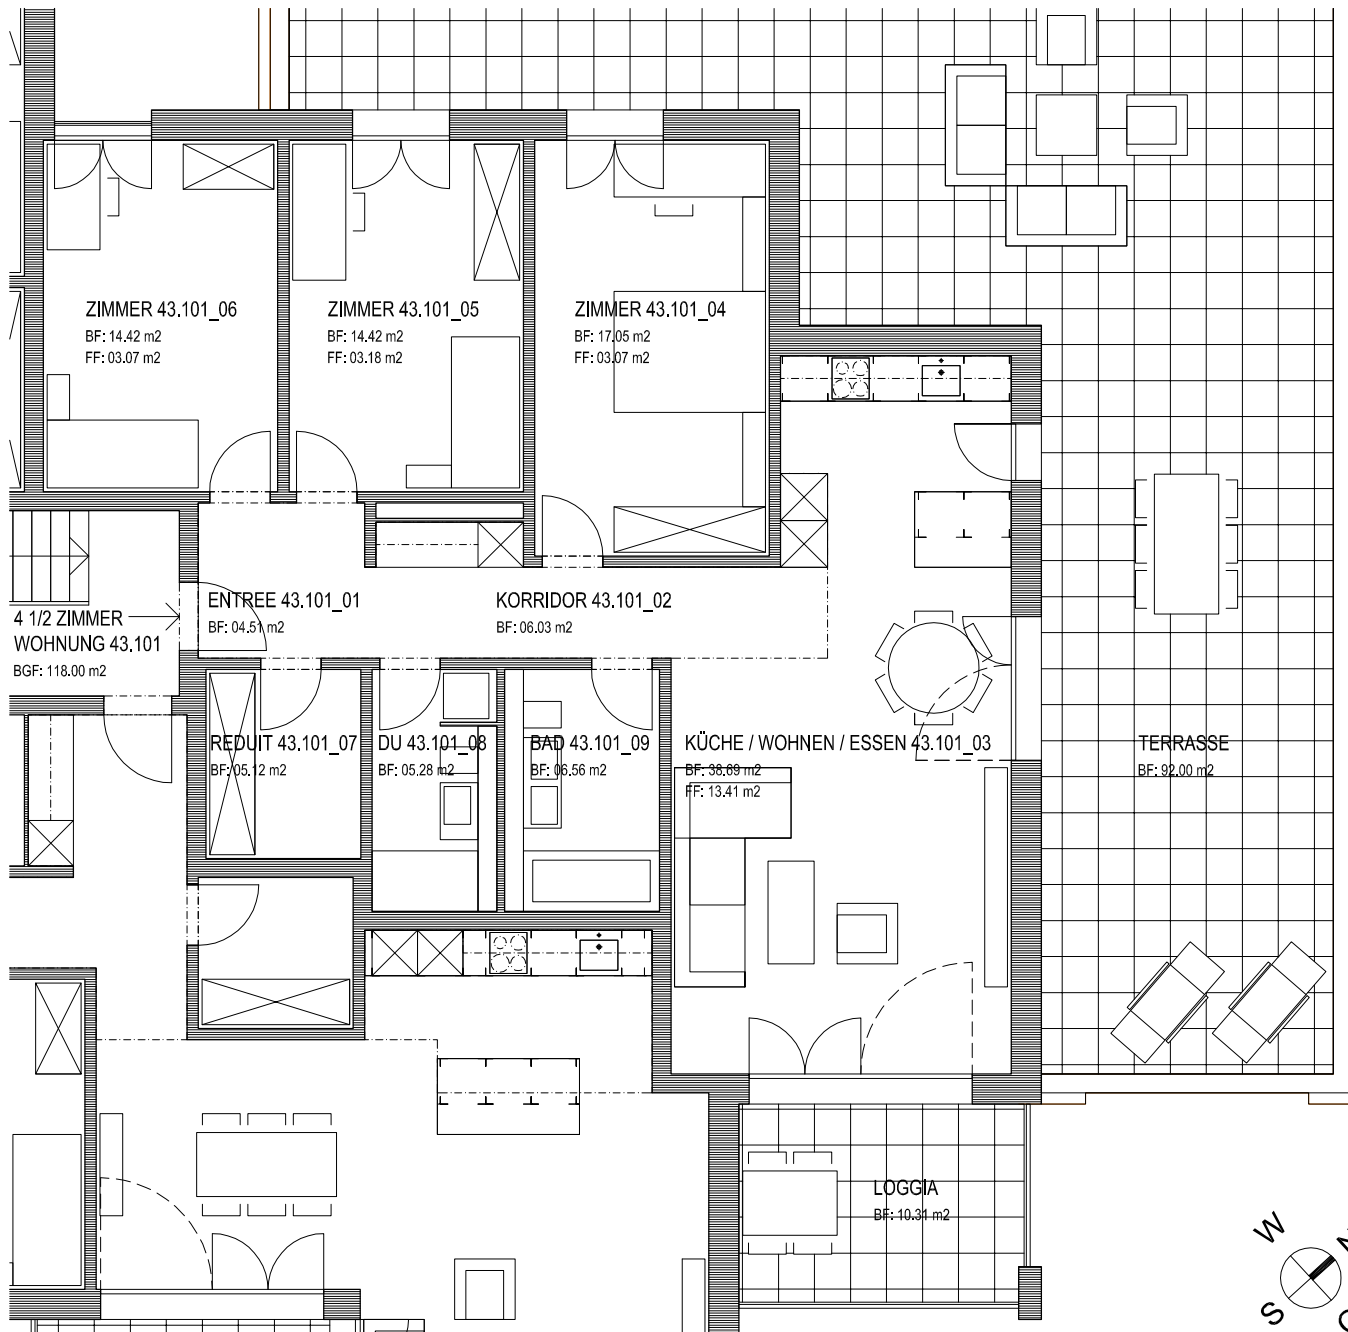 ZIMMER 43.101_06
BF: 14.42 m2
FF: 03.07 m2
ZIMMER 43.101_05
BF: 14.42 m2
FF: 03.18 m2
ZIMMER 43.101_04
BF: 17.05 m2
FF: 03.07 m2
4 1/2 ZIMMER
WOHNUNG 43.101
BGF: 118.00 m2
ENTREE 43.101_01
BF: 04.51 m2
KORRIDOR 43.101_02
BF: 06.03 m2
REDUIT 43.101_07
BF: 05.12 m2
DU 43.101_08
BF: 05.28 m2
BAD 43.101_09
BF: 06.56 m2
KÜCHE / WOHNEN / ESSEN 43.101_03
BF: 38.69 m2
FF: 13.41 m2
TERRASSE
BF: 92.00 m2
LOGGIA
BF: 10.31 m2
W
S